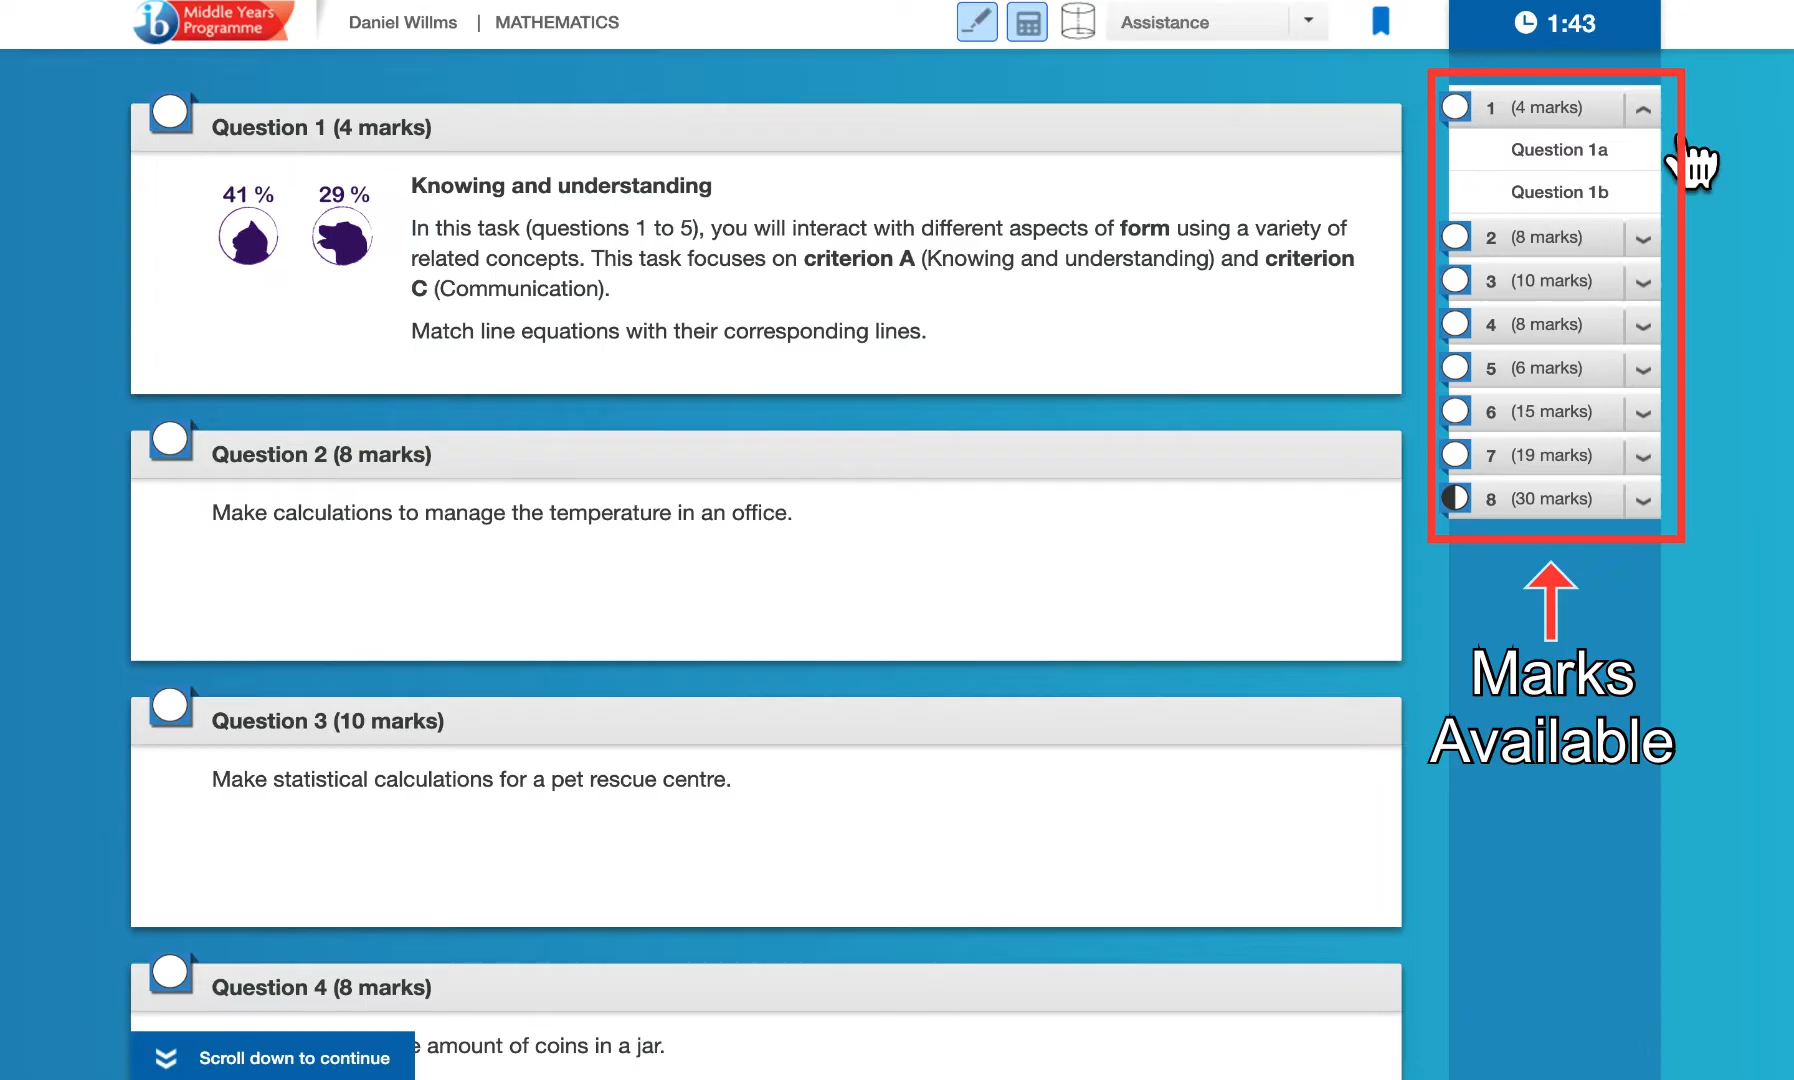 Middle Years
Programme
ib
Daniel Willms | MATHEMATICS
Assistance
1:43
Question 1 (4 marks)
41 % 29 %
Knowing and understanding
In this task (questions 1 to 5), you will interact with different aspects of form using a variety of
related concepts. This task focuses on criterion A (Knowing and understanding) and criterion
C (Communication).
Match line equations with their corresponding lines.
Question 2 (8 marks)
Make calculations to manage the temperature in an office.
Question 3 (10 marks)
Make statistical calculations for a pet rescue centre.
Question 4 (8 marks)
e amount of coins in a jar.
Scroll down to continue
1 (4 marks)
Question 1a
Question 1b
2 (8 marks)
3 (10 marks)
4 (8 marks)
5 (6 marks)
6 (15 marks)
7 (19 marks)
8 (30 marks)
Marks
Available